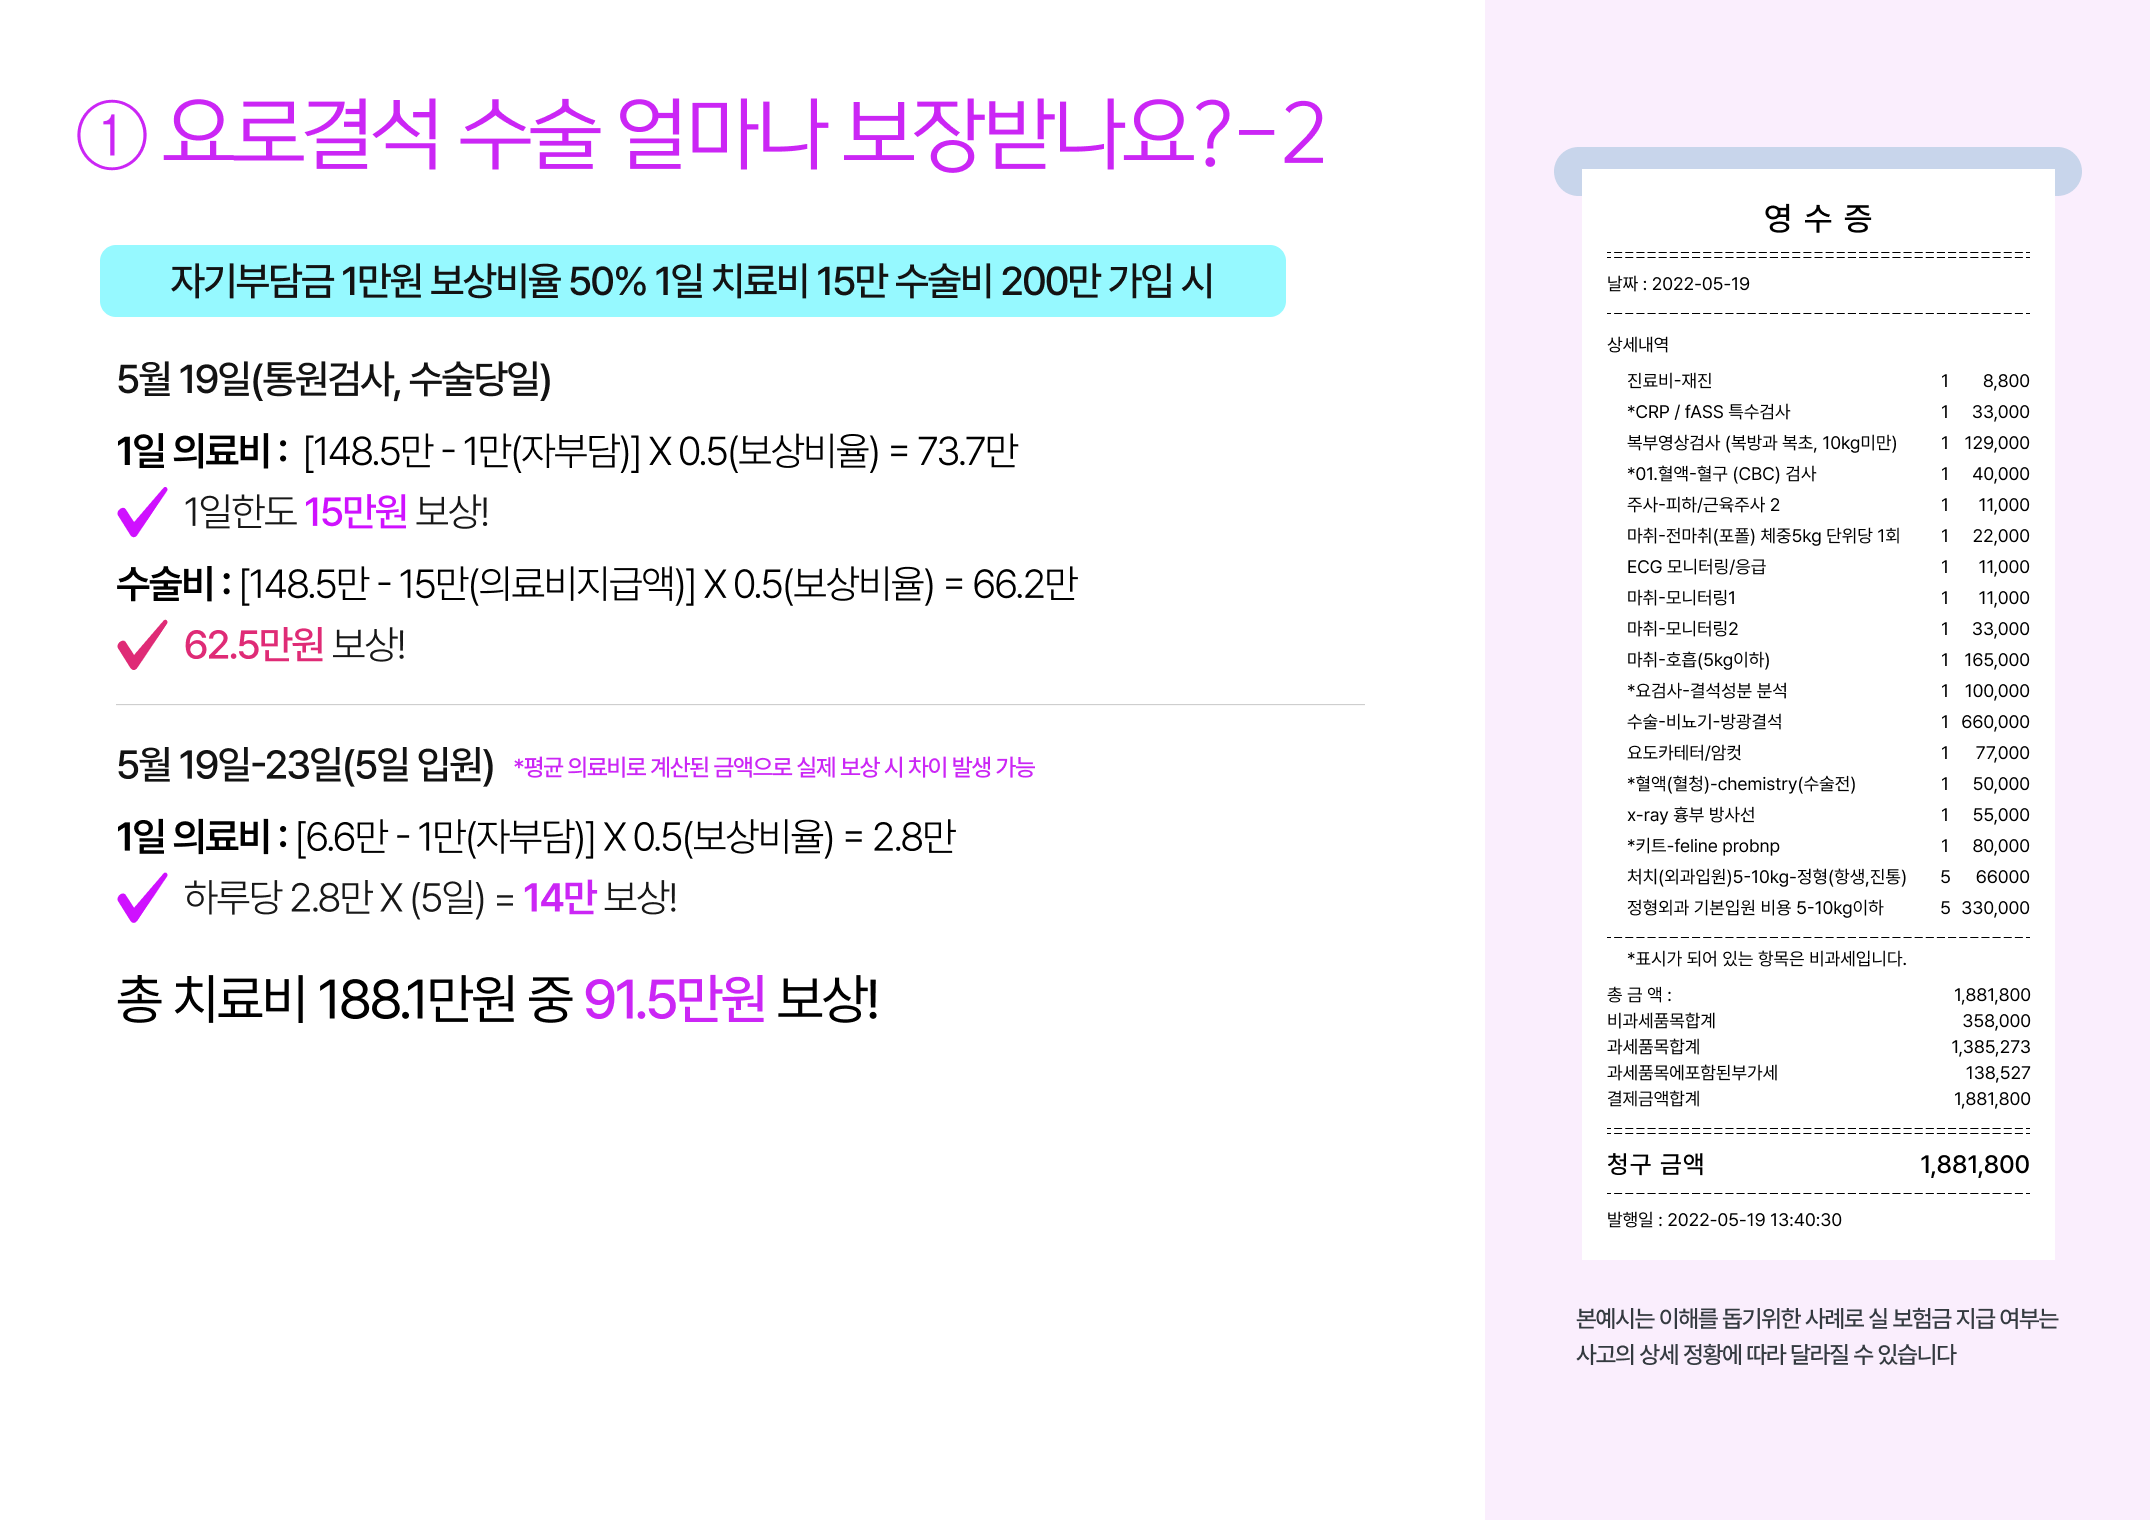 ① 요로결석 수술 얼마나 보장받나요?-2
자기부담금 1만원 보상비율 50% 1일 치료비 15만 수술비 200만 가입 시
5월 19일(통원검사, 수술당일)
1일 의료비 : [148.5만 - 1만(자부담)] X 0.5(보상비율) = 73.7만
1일한도 15만원 보상!
수술비 : [148.5만 - 15만(의료비지급액)] X 0.5(보상비율) = 66.2만
62.5만원 보상!
5월 19일-23일(5일 입원) *평균 의료비로 계산된 금액으로 실제 보상 시 차이 발생 가능
1일 의료비 : [6.6만 - 1만(자부담)] X 0.5(보상비율) = 2.8만
하루당 2.8만 X (5일) = 14만 보상!
총 치료비 188.1만원 중 91.5만원 보상!
영 수 증
날짜 : 2022-05-19
상세내역
진료비-재진 1 8,800
*CRP / fASS 특수검사 1 33,000
복부영상검사 (복방과 복초, 10kg미만) 1 129,000
*01.혈액-혈구 (CBC) 검사 1 40,000
주사-피하/근육주사 2 1 11,000
마취-전마취(포폴) 체중5kg 단위당 1회 1 22,000
ECG 모니터링/응급 1 11,000
마취-모니터링1 1 11,000
마취-모니터링2 1 33,000
마취-호흡(5kg이하) 1 165,000
*요검사-결석성분 분석 1 100,000
수술-비뇨기-방광결석 1 660,000
요도카테터/암컷 1 77,000
*혈액(혈청)-chemistry(수술전) 1 50,000
x-ray 흉부 방사선 1 55,000
*키트-feline probnp 1 80,000
처치(외과입원)5-10kg-정형(항생,진통) 5 66000
정형외과 기본입원 비용 5-10kg이하 5 330,000
*표시가 되어 있는 항목은 비과세입니다.
총 금 액 : 1,881,800
비과세품목합계 358,000
과세품목합계 1,385,273
과세품목에포함된부가세 138,527
결제금액합계 1,881,800
청구 금액 1,881,800
발행일 : 2022-05-19 13:40:30
본예시는 이해를 돕기위한 사례로 실 보험금 지급 여부는
사고의 상세 정황에 따라 달라질 수 있습니다